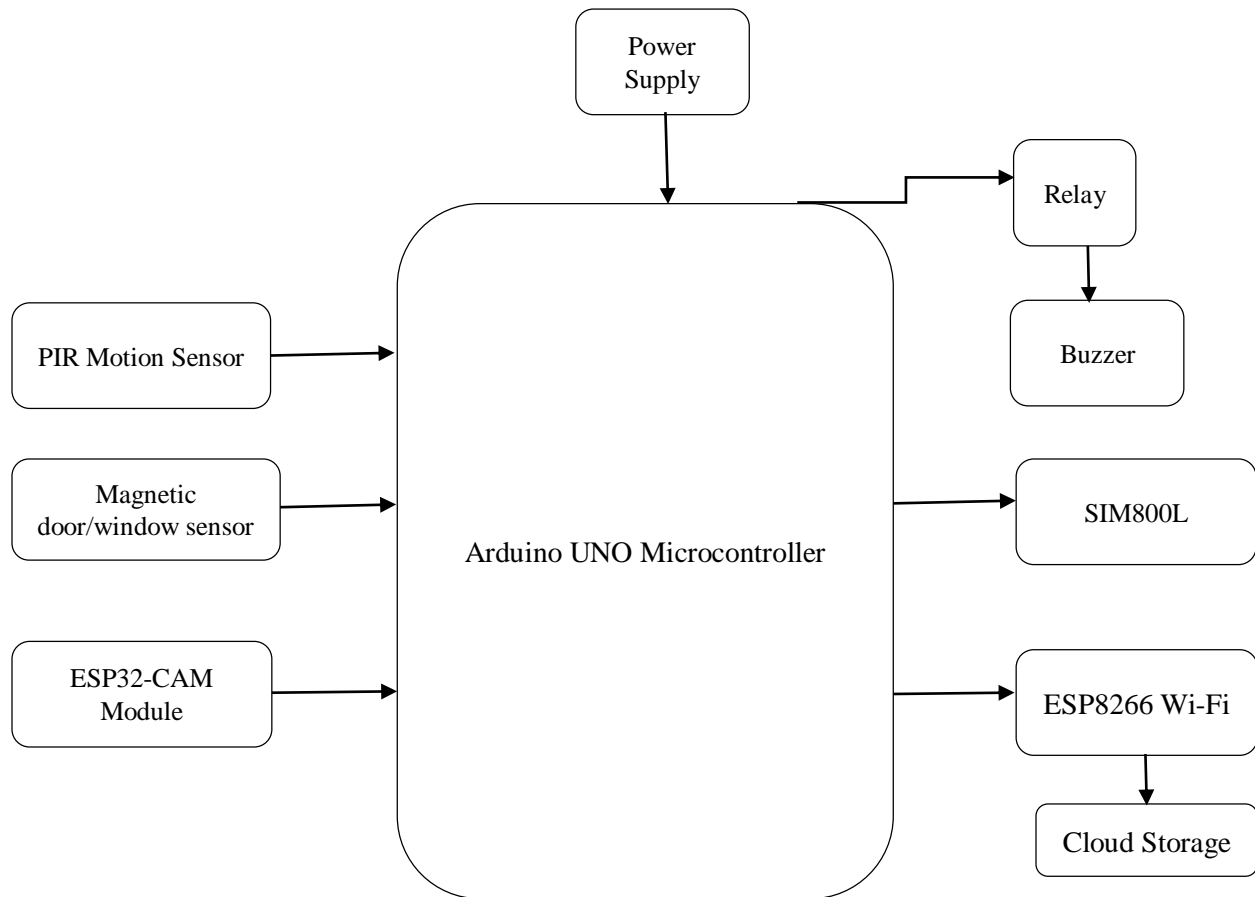 Power
Supply
Relay
PIR Motion Sensor
Buzzer
Magnetic
door/window sensor
SIM800L
Arduino UNO Microcontroller
ESP32-CAM
Module
ESP8266 Wi-Fi
Cloud Storage